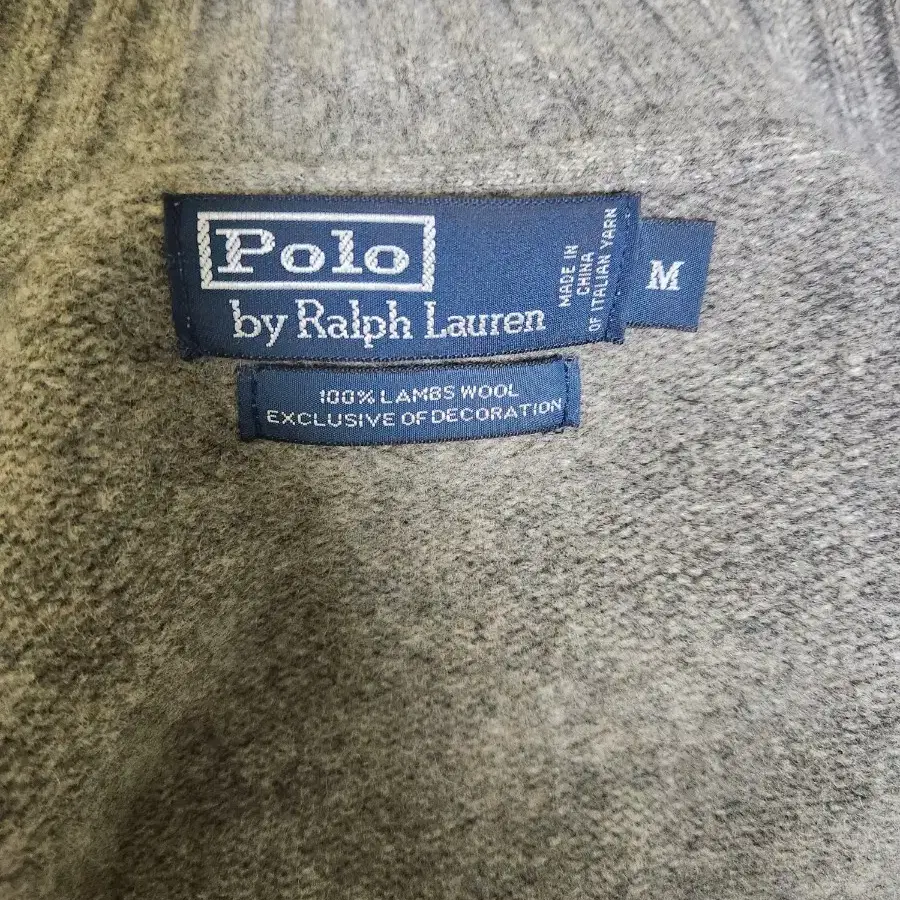 Polo
by Ralph Lauren
MADE IN
CHINA
OF ITALIAN YARN
M
100% LAMBS WOOL
EXCLUSIVE OF DECORATION